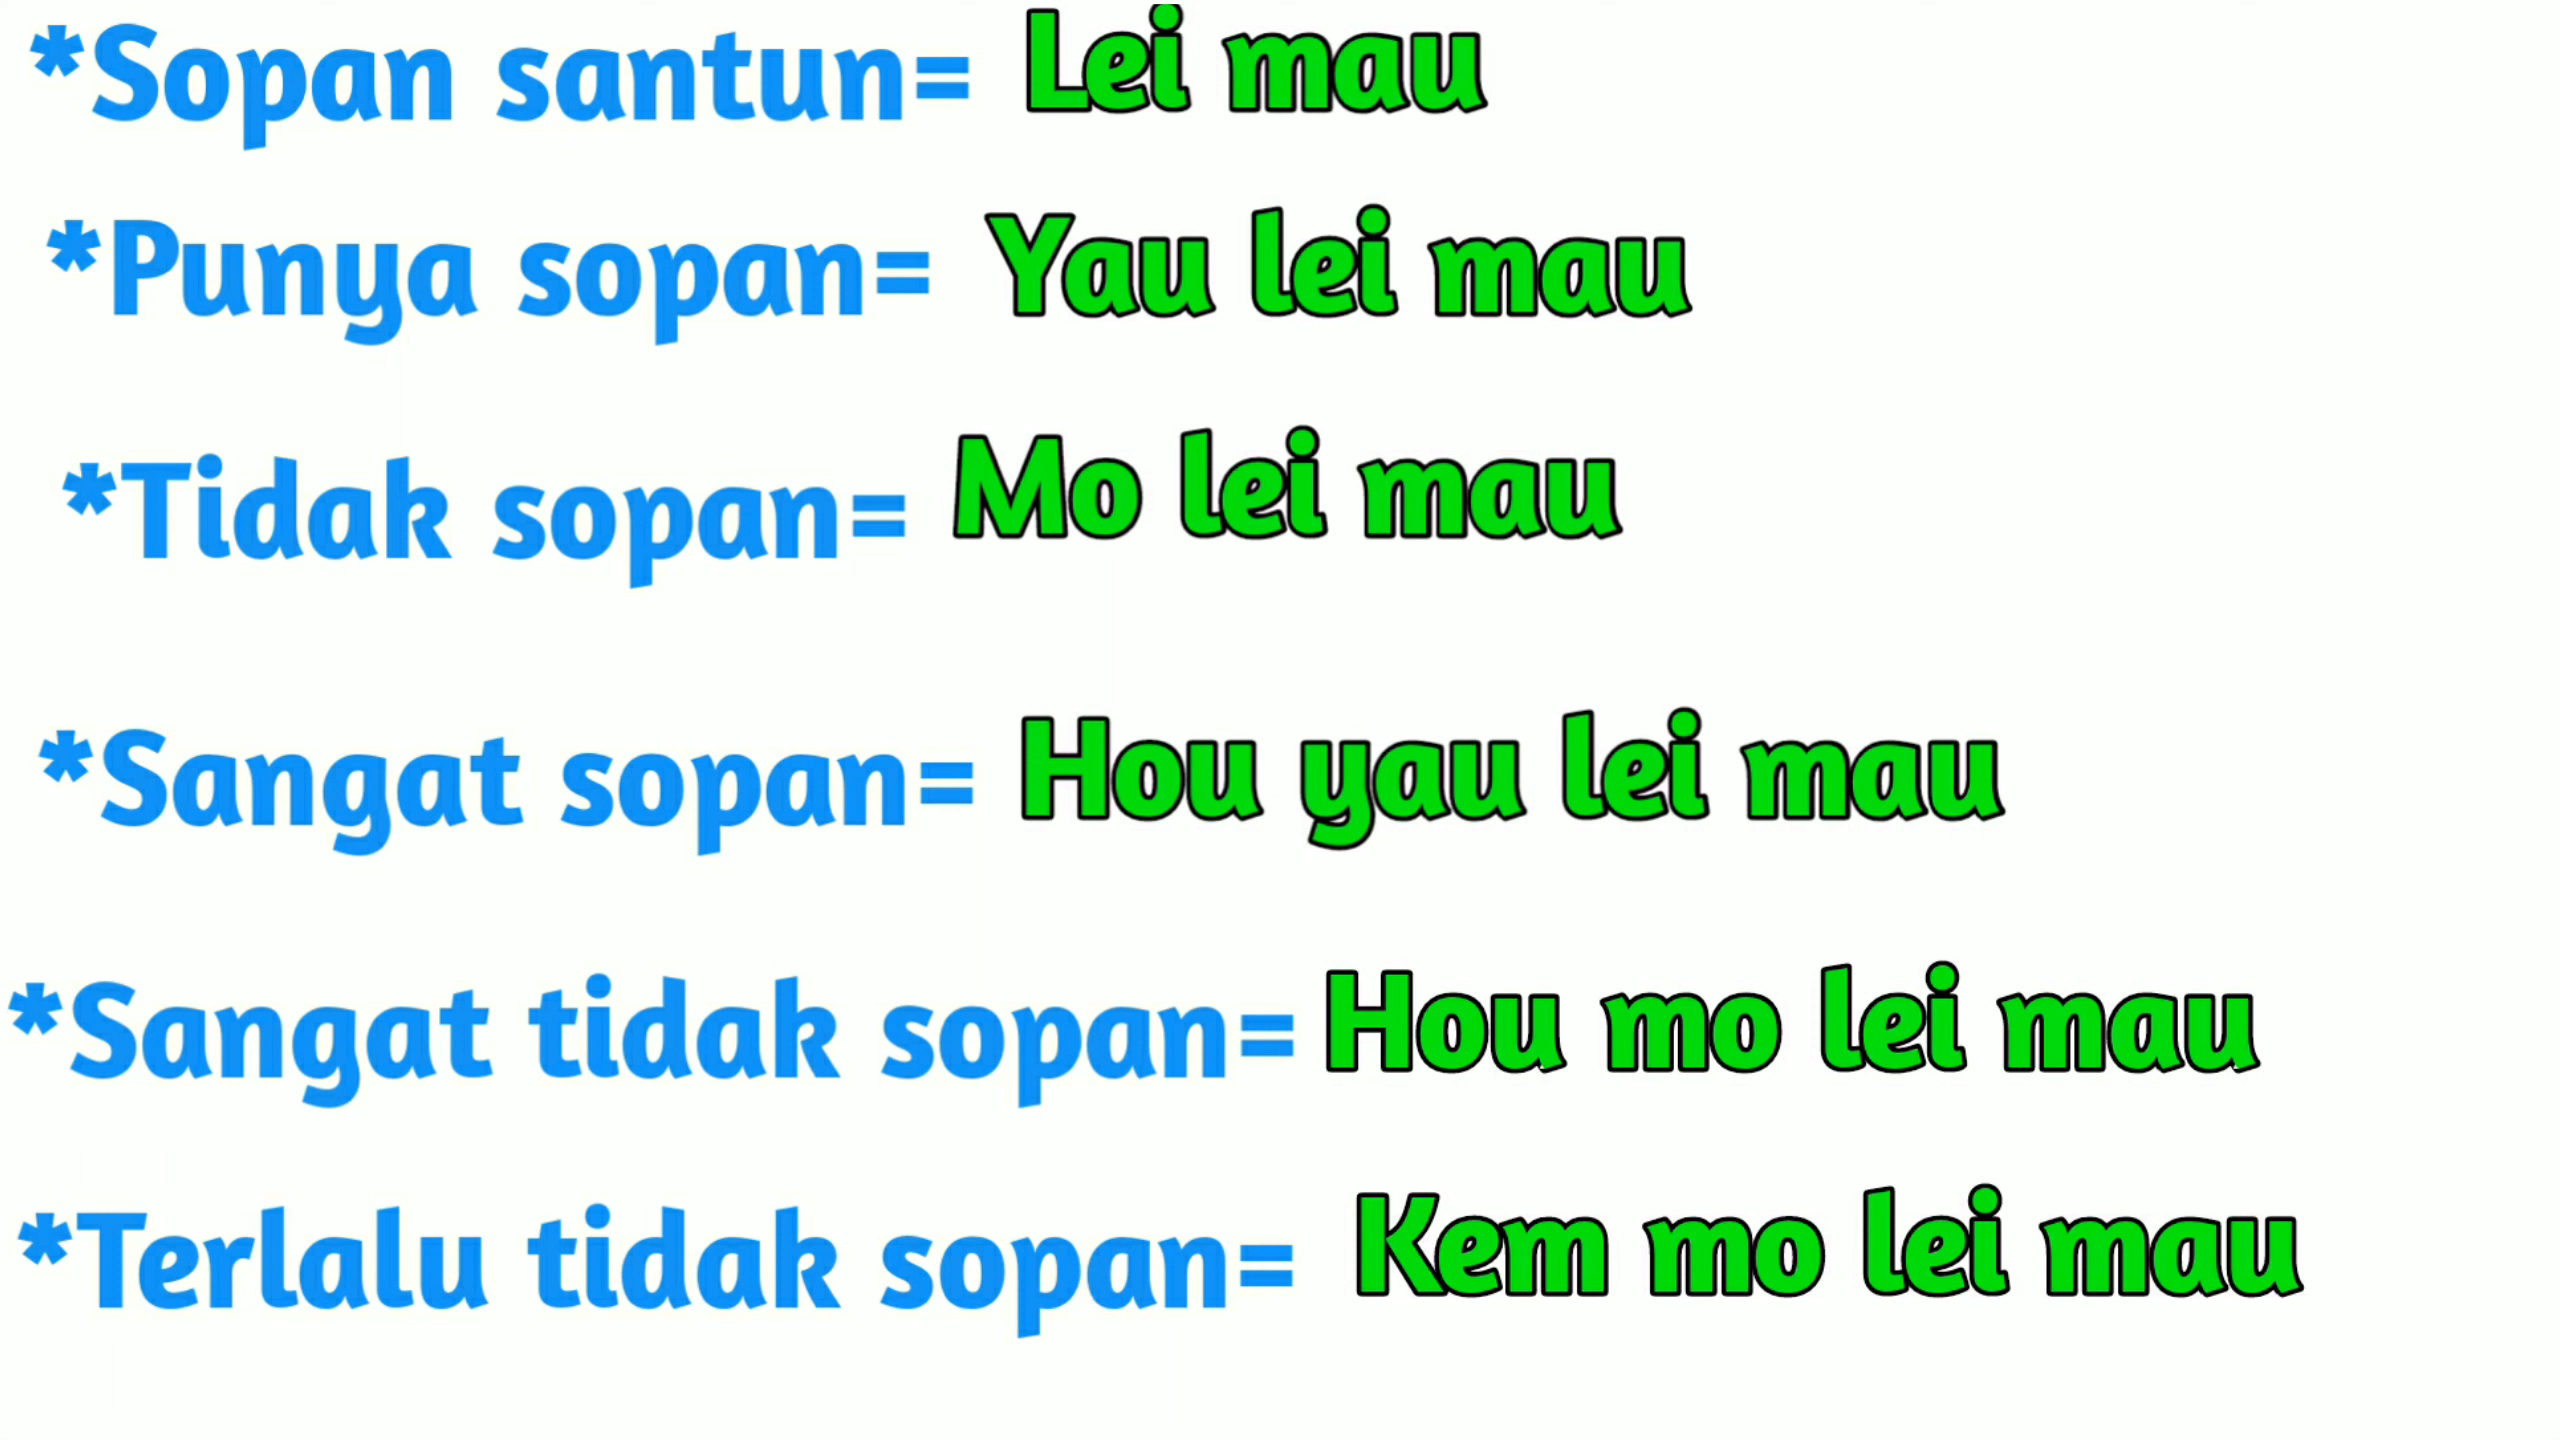 *Sopan santun= Lei mau
*Punya sopan= Yau lei mau
*Tidak sopan= Mo lei mau
*Sangat sopan= Hou yau lei mau
*Sangat tidak sopan= Hou mo lei mau
*Terlalu tidak sopan= Kem mo lei mau